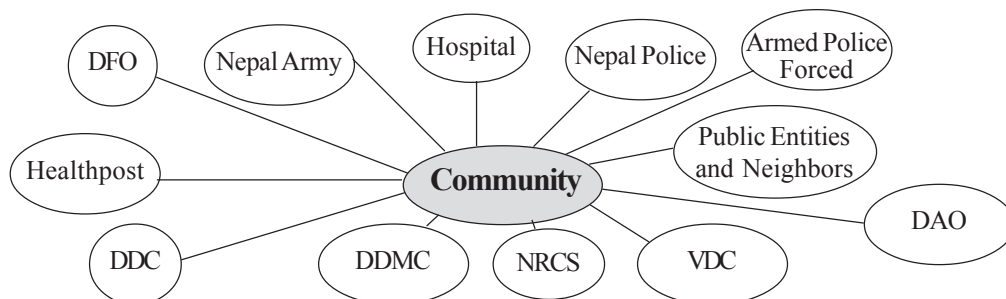 DFO
Nepal Army
Hospital
Nepal Police
Armed Police
Forced
Healthpost
Community
Public Entities
and Neighbors
DAO
DDC
DDMC
NRCS
VDC